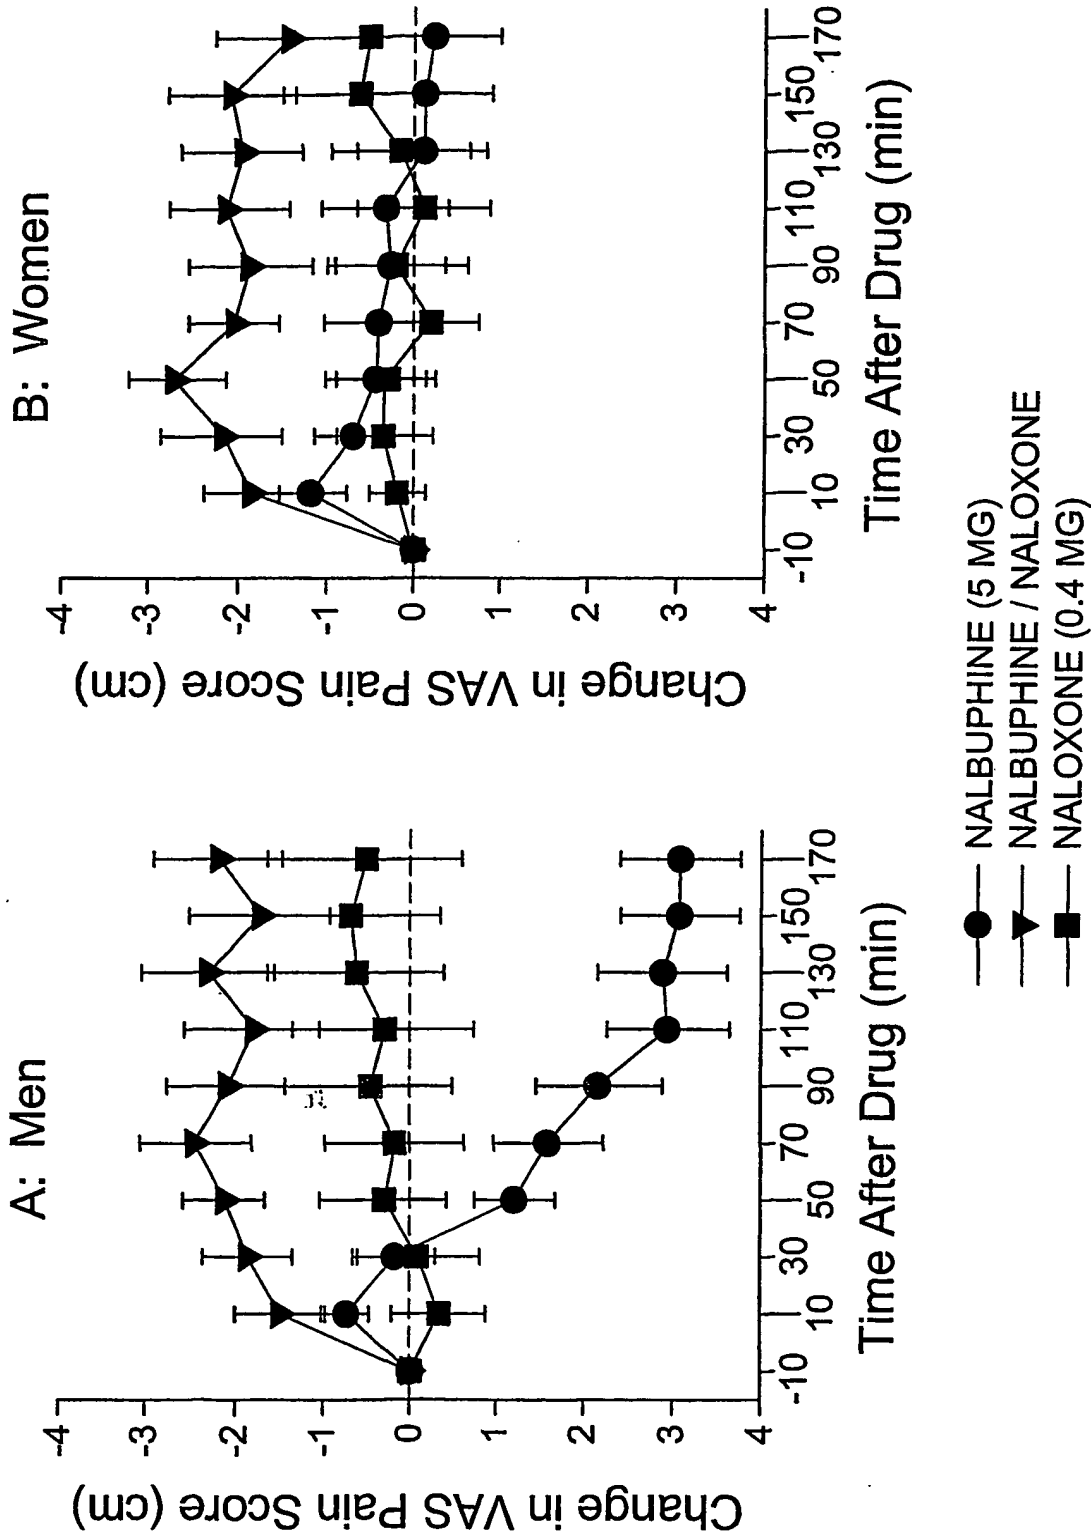 A: Men
Change in VAS Pain Score (cm)
-4
-3
-2
-1
0
1
2
3
4
-10 10 30 50 70 90 110 130 150 170
Time After Drug (min)
B: Women
Change in VAS Pain Score (cm)
-4
-3
-2
-1
0
1
2
3
4
-10 10 30 50 70 90 110 130 150 170
Time After Drug (min)
NALBUPHINE (5 MG)
NALBUPHINE / NALOXONE
NALOXONE (0.4 MG)